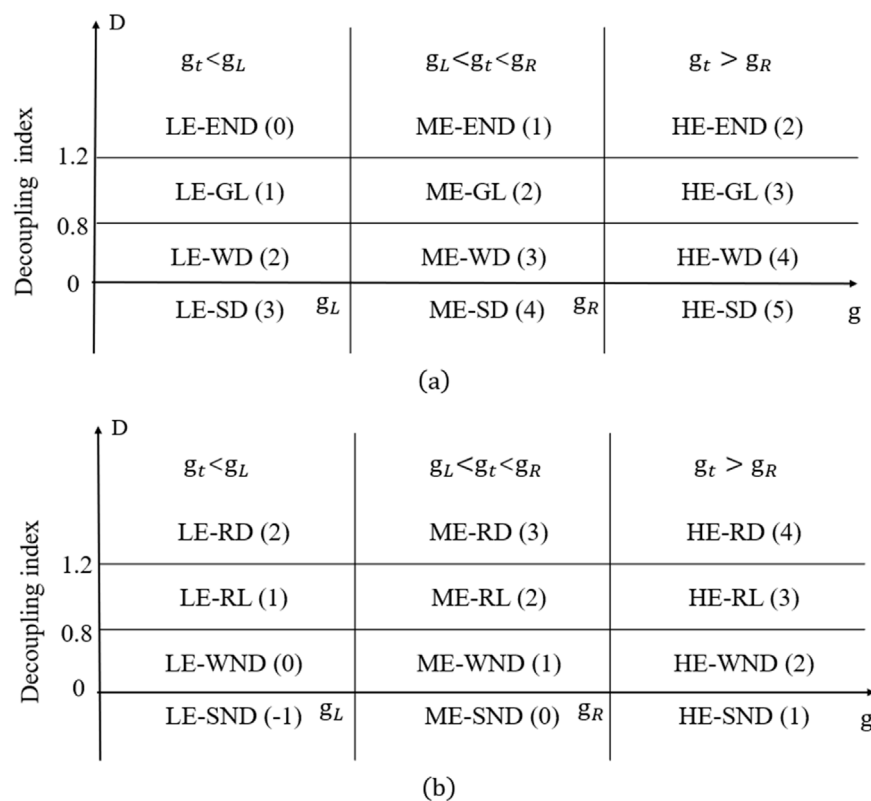 D
g_t<g_L g_L<g_t<g_R g_t > g_R
LE-END (0) ME-END (1) HE-END (2)
1.2
LE-GL (1) ME-GL (2) HE-GL (3)
0.8
LE-WD (2) ME-WD (3) HE-WD (4)
0
LE-SD (3) g_L ME-SD (4) g_R HE-SD (5) g
Decoupling index
(a)
D
g_t<g_L g_L<g_t<g_R g_t > g_R
LE-RD (2) ME-RD (3) HE-RD (4)
1.2
LE-RL (1) ME-RL (2) HE-RL (3)
0.8
LE-WND (0) ME-WND (1) HE-WND (2)
0
LE-SND (-1) g_L ME-SND (0) g_R HE-SND (1) g
Decoupling index
(b)